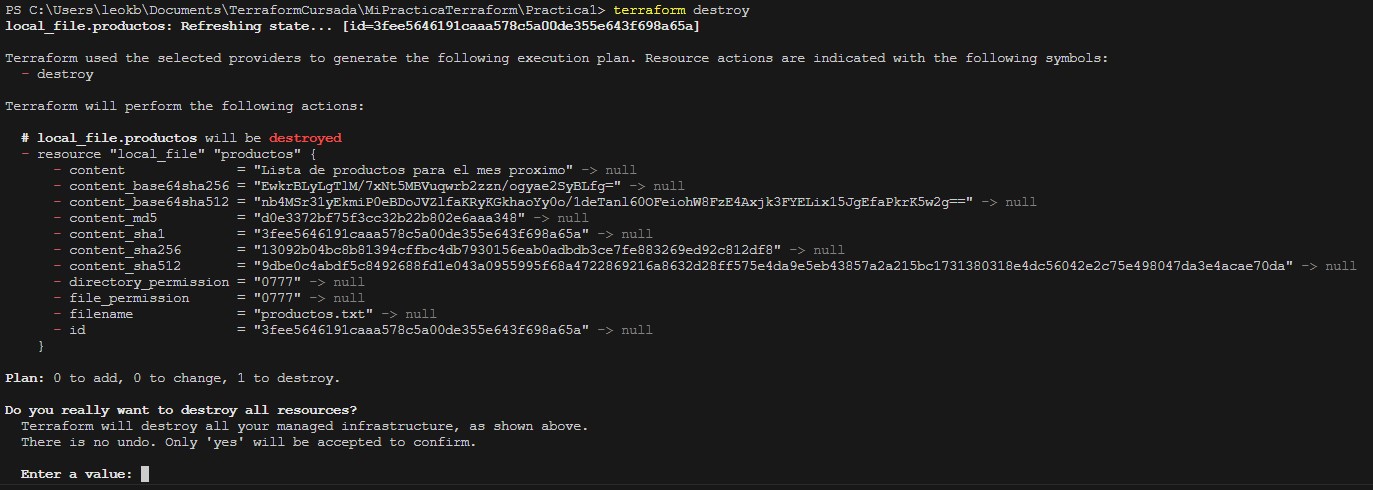 PS C:\Users\leokb\Documents\TerraformCursada\MiPracticaTerraform\Practica1> terraform destroy
local_file.productos: Refreshing state... [id=3fee5646191caaa578c5a00de355e643f698a65a]
Terraform used the selected providers to generate the following execution plan. Resource actions are indicated with the following symbols:
- destroy
Terraform will perform the following actions:
# local_file.productos will be destroyed
- resource "local_file" "productos" {
- content = "Lista de productos para el mes proximo" -> null
- content_base64sha256 = "EwkrBLyLgTlM/7xNt5MBVuqwrb2zzn/ogyae2SyBLfg=" -> null
- content_base64sha512 = "nb4MSr31yEkmiP0eBDoJVZlfaKRyKGkhaoYy0o/1deTanl60OFeiohW8FzE4Axjk3FYELix15JgEfaPkrK5w2g==" -> null
- content_md5 = "d0e3372bf75f3cc32b22b802e6aaa348" -> null
- content_sha1 = "3fee5646191caaa578c5a00de355e643f698a65a" -> null
- content_sha256 = "13092b04bc8b81394cffbc4db7930156eab0adbdb3ce7fe883269ed92c812df8" -> null
- content_sha512 = "9dbe0c4abdf5c8492688fd1e043a0955995f68a4722869216a8632d28ff575e4da9e5eb43857a2a215bc1731380318e4dc56042e2c75e498047da3e4acae70da" -> null
- directory_permission = "0777" -> null
- file_permission = "0777" -> null
- filename = "productos.txt" -> null
- id = "3fee5646191caaa578c5a00de355e643f698a65a" -> null
}
Plan: 0 to add, 0 to change, 1 to destroy.
Do you really want to destroy all resources?
Terraform will destroy all your managed infrastructure, as shown above.
There is no undo. Only 'yes' will be accepted to confirm.
Enter a value: